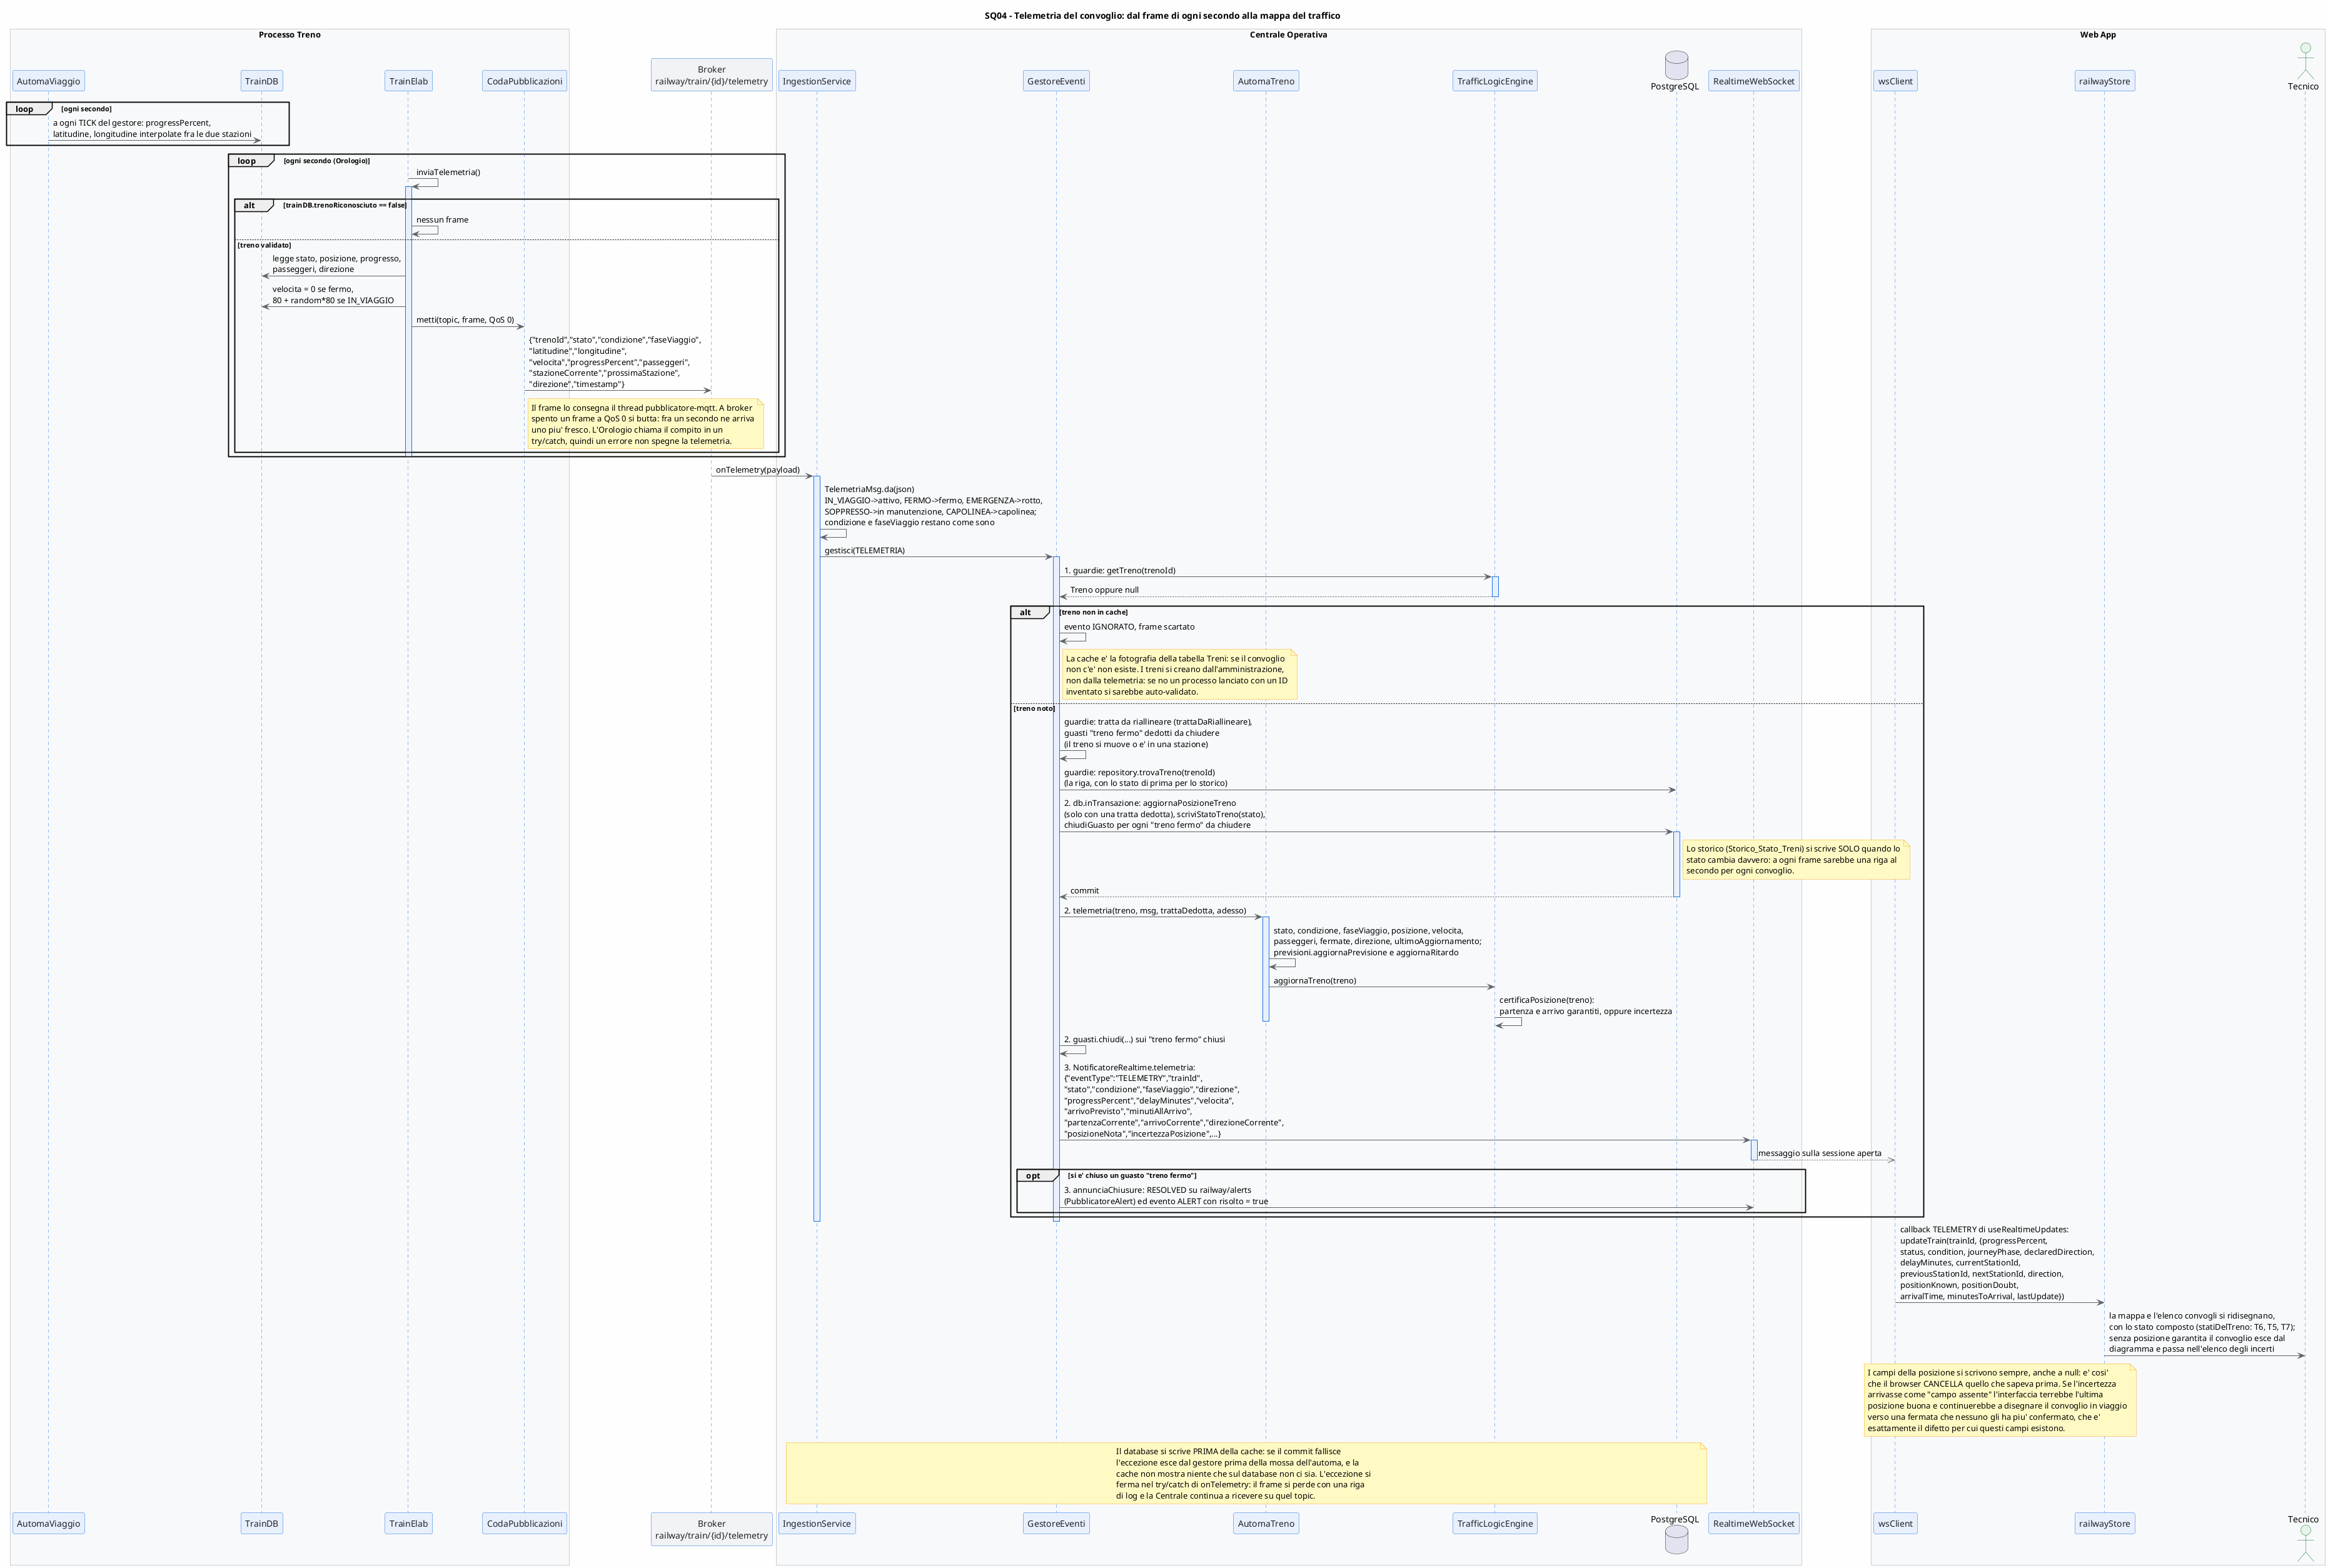 SQ04 - Telemetria del convoglio: dal frame di ogni secondo alla mappa del traffico
Processo Treno
Centrale Operativa
Web App
AutomaViaggio
TrainDB
TrainElab
CodaPubblicazioni
Broker
railway/train/{id}/telemetry
IngestionService
GestoreEventi
AutomaTreno
TrafficLogicEngine
PostgreSQL
RealtimeWebSocket
wsClient
railwayStore
Tecnico
loop [ogni secondo]
a ogni TICK del gestore: progressPercent,
latitudine, longitudine interpolate fra le due stazioni
loop [ogni secondo (Orologio)]
inviaTelemetria()
alt [trainDB.trenoRiconosciuto == false]
nessun frame
[treno validato]
legge stato, posizione, progresso,
passeggeri, direzione
velocita = 0 se fermo,
80 + random*80 se IN_VIAGGIO
metti(topic, frame, QoS 0)
{"trenoId","stato","condizione","faseViaggio",
"latitudine","longitudine",
"velocita","progressPercent","passeggeri",
"stazioneCorrente","prossimaStazione",
"direzione","timestamp"}
Il frame lo consegna il thread pubblicatore-mqtt. A broker
spento un frame a QoS 0 si butta: fra un secondo ne arriva
uno piu' fresco. L'Orologio chiama il compito in un
try/catch, quindi un errore non spegne la telemetria.
onTelemetry(payload)
TelemetriaMsg.da(json)
IN_VIAGGIO->attivo, FERMO->fermo, EMERGENZA->rotto,
SOPPRESSO->in manutenzione, CAPOLINEA->capolinea;
condizione e faseViaggio restano come sono
gestisci(TELEMETRIA)
1. guardie: getTreno(trenoId)
Treno oppure null
alt [treno non in cache]
evento IGNORATO, frame scartato
La cache e' la fotografia della tabella Treni: se il convoglio
non c'e' non esiste. I treni si creano dall'amministrazione,
non dalla telemetria: se no un processo lanciato con un ID
inventato si sarebbe auto-validato.
[treno noto]
guardie: tratta da riallineare (trattaDaRiallineare),
guasti "treno fermo" dedotti da chiudere
(il treno si muove o e' in una stazione)
guardie: repository.trovaTreno(trenoId)
(la riga, con lo stato di prima per lo storico)
2. db.inTransazione: aggiornaPosizioneTreno
(solo con una tratta dedotta), scriviStatoTreno(stato),
chiudiGuasto per ogni "treno fermo" da chiudere
Lo storico (Storico_Stato_Treni) si scrive SOLO quando lo
stato cambia davvero: a ogni frame sarebbe una riga al
secondo per ogni convoglio.
commit
2. telemetria(treno, msg, trattaDedotta, adesso)
stato, condizione, faseViaggio, posizione, velocita,
passeggeri, fermate, direzione, ultimoAggiornamento;
previsioni.aggiornaPrevisione e aggiornaRitardo
aggiornaTreno(treno)
certificaPosizione(treno):
partenza e arrivo garantiti, oppure incertezza
2. guasti.chiudi(...) sui "treno fermo" chiusi
3. NotificatoreRealtime.telemetria:
{"eventType":"TELEMETRY","trainId",
"stato","condizione","faseViaggio","direzione",
"progressPercent","delayMinutes","velocita",
"arrivoPrevisto","minutiAllArrivo",
"partenzaCorrente","arrivoCorrente","direzioneCorrente",
"posizioneNota","incertezzaPosizione",...}
messaggio sulla sessione aperta
opt [si e' chiuso un guasto "treno fermo"]
3. annunciaChiusure: RESOLVED su railway/alerts
(PubblicatoreAlert) ed evento ALERT con risolto = true
callback TELEMETRY di useRealtimeUpdates:
updateTrain(trainId, {progressPercent,
status, condition, journeyPhase, declaredDirection,
delayMinutes, currentStationId,
previousStationId, nextStationId, direction,
positionKnown, positionDoubt,
arrivalTime, minutesToArrival, lastUpdate})
la mappa e l'elenco convogli si ridisegnano,
con lo stato composto (statiDelTreno: T6, T5, T7);
senza posizione garantita il convoglio esce dal
diagramma e passa nell'elenco degli incerti
I campi della posizione si scrivono sempre, anche a null: e' cosi'
che il browser CANCELLA quello che sapeva prima. Se l'incertezza
arrivasse come "campo assente" l'interfaccia terrebbe l'ultima
posizione buona e continuerebbe a disegnare il convoglio in viaggio
verso una fermata che nessuno gli ha piu' confermato, che e'
esattamente il difetto per cui questi campi esistono.
Il database si scrive PRIMA della cache: se il commit fallisce
l'eccezione esce dal gestore prima della mossa dell'automa, e la
cache non mostra niente che sul database non ci sia. L'eccezione si
ferma nel try/catch di onTelemetry: il frame si perde con una riga
di log e la Centrale continua a ricevere su quel topic.
AutomaViaggio
TrainDB
TrainElab
CodaPubblicazioni
Broker
railway/train/{id}/telemetry
IngestionService
GestoreEventi
AutomaTreno
TrafficLogicEngine
PostgreSQL
RealtimeWebSocket
wsClient
railwayStore
Tecnico